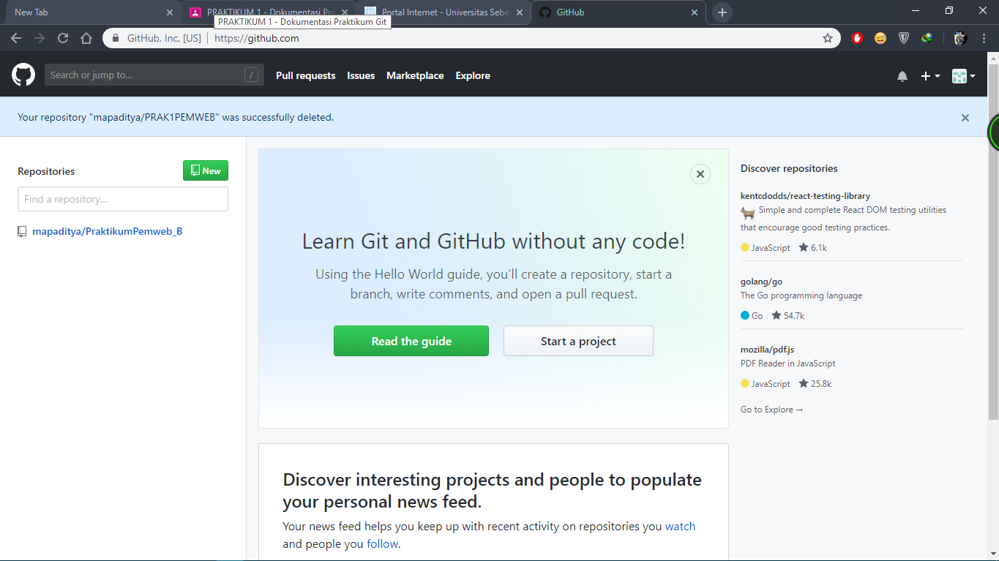 New Tab
PRAKTIKUM 1 - Dokumentasi Pra
Portal Internet - Universitas Sebe
GitHub
PRAKTIKUM 1 - Dokumentasi Praktikum Git
GitHub, Inc. [US]
https://github.com
Search or jump to...
/
Pull requests
Issues
Marketplace
Explore
Your repository "mapaditya/PRAK1PEMWEB" was successfully deleted.
Repositories
New
Find a repository...
mapaditya/PraktikumPemweb_B
Learn Git and GitHub without any code!
Using the Hello World guide, you’ll create a repository, start a
branch, write comments, and open a pull request.
Read the guide
Start a project
Discover interesting projects and people to populate
your personal news feed.
Your news feed helps you keep up with recent activity on repositories you watch
and people you follow.
Discover repositories
kentcdodds/react-testing-library
Simple and complete React DOM testing utilities
that encourage good testing practices.
JavaScript
6.1k
golang/go
The Go programming language
Go
54.7k
mozilla/pdf.js
PDF Reader in JavaScript
JavaScript
25.8k
Go to Explore →